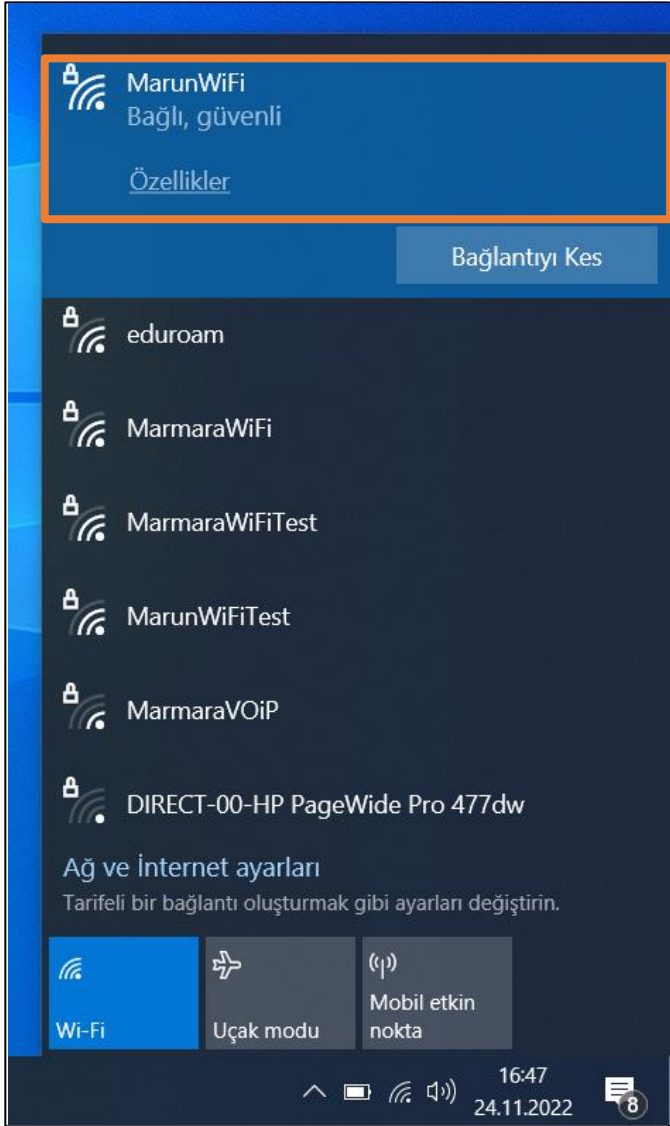 MarunWiFi
Bağlı, güvenli
Özellikler
Bağlantıyı Kes
eduroam
MarmaraWiFi
MarmaraWiFiTest
MarunWiFiTest
MarmaraVOiP
DIRECT-00-HP PageWide Pro 477dw
Ağ ve İnternet ayarları
Tarifeli bir bağlantı oluşturmak gibi ayarları değiştirin.
Wi-Fi
Uçak modu
Mobil etkin
nokta
16:47
24.11.2022
8